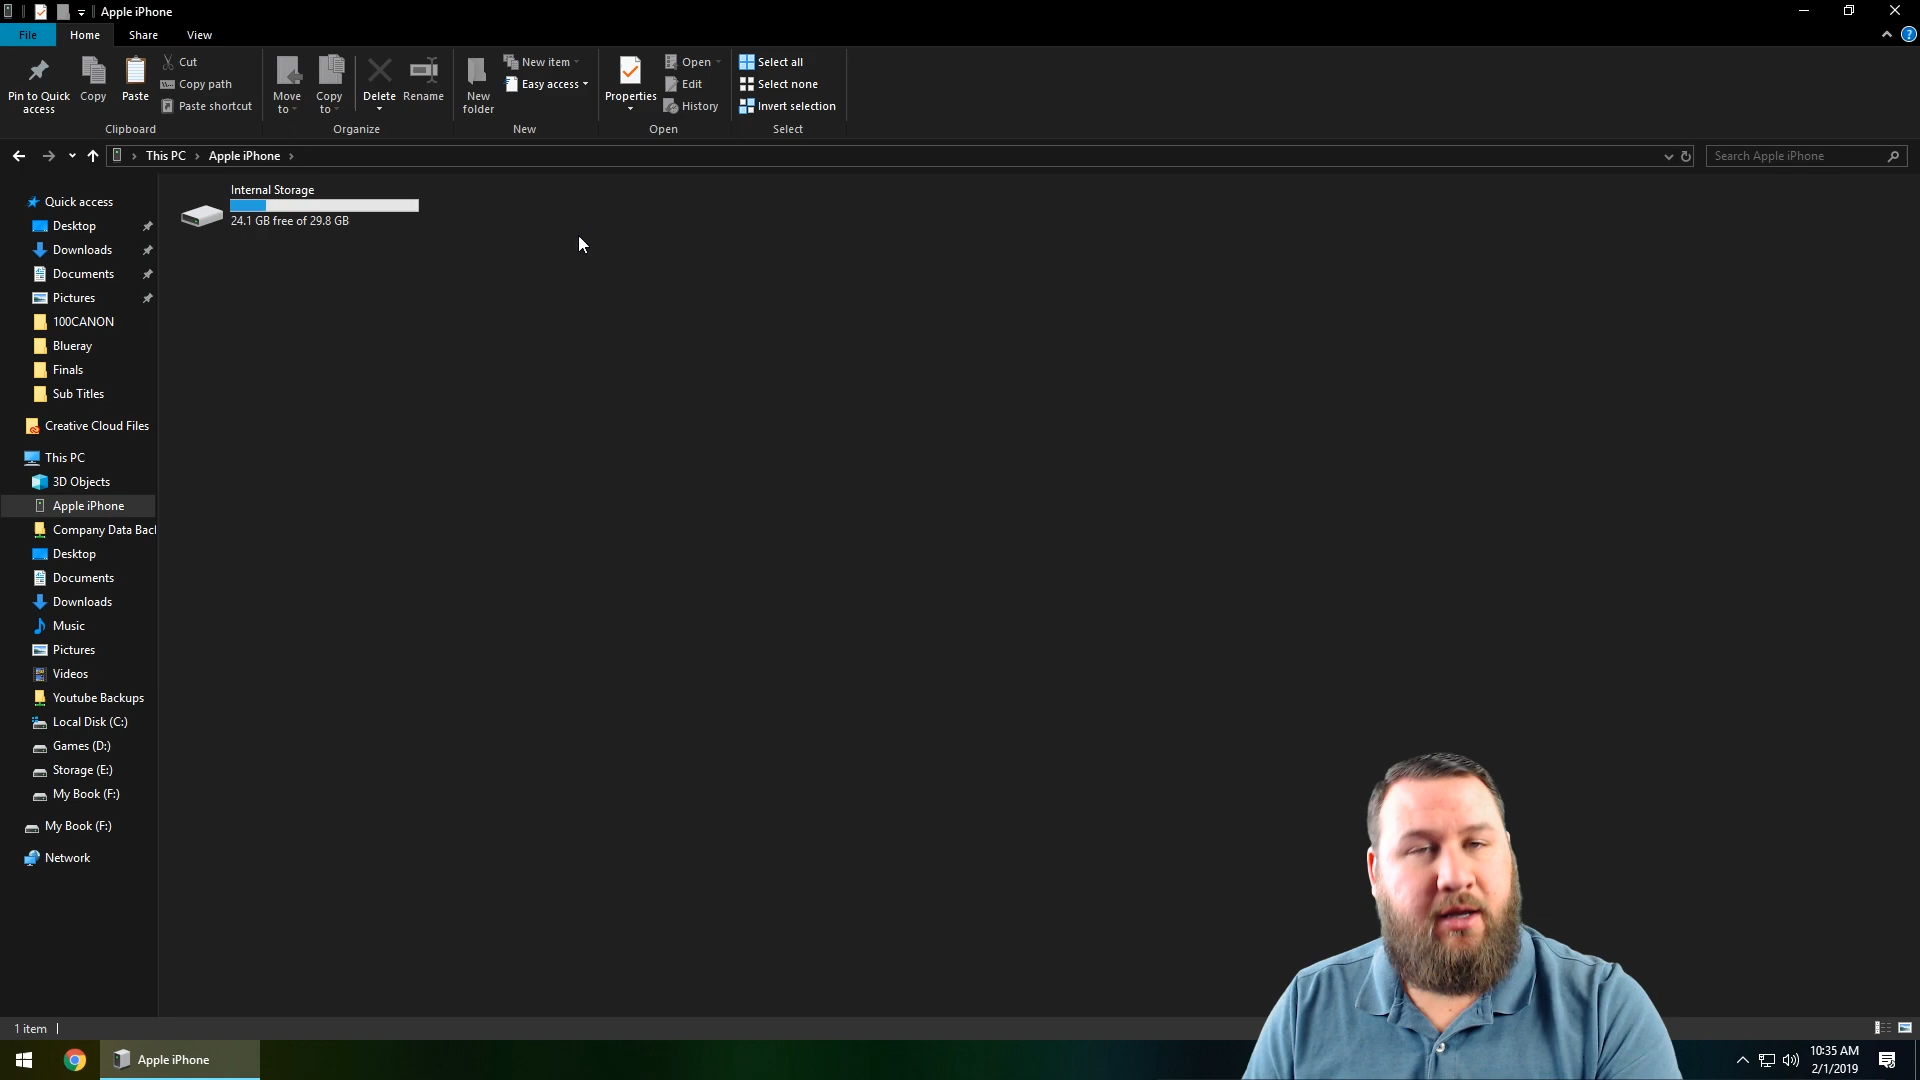 Apple iPhone
File
Home
Share
View
Pin to Quick
access
Copy
Paste
Cut
Copy path
Paste shortcut
Clipboard
Move
to
Copy
to
Delete
Rename
Organize
New
folder
New item
Easy access
New
Properties
Open
Edit
History
Open
Select all
Select none
Invert selection
Select
This PC
Apple iPhone
Search Apple iPhone
Internal Storage
24.1 GB free of 29.8 GB
Quick access
Desktop
Downloads
Documents
Pictures
100CANON
Blueray
Finals
Sub Titles
Creative Cloud Files
This PC
3D Objects
Apple iPhone
Company Data Bacl
Desktop
Documents
Downloads
Music
Pictures
Videos
Youtube Backups
Local Disk (C:)
Games (D:)
Storage (E:)
My Book (F:)
My Book (F:)
Network
1 item
Apple iPhone
10:35 AM
2/1/2019